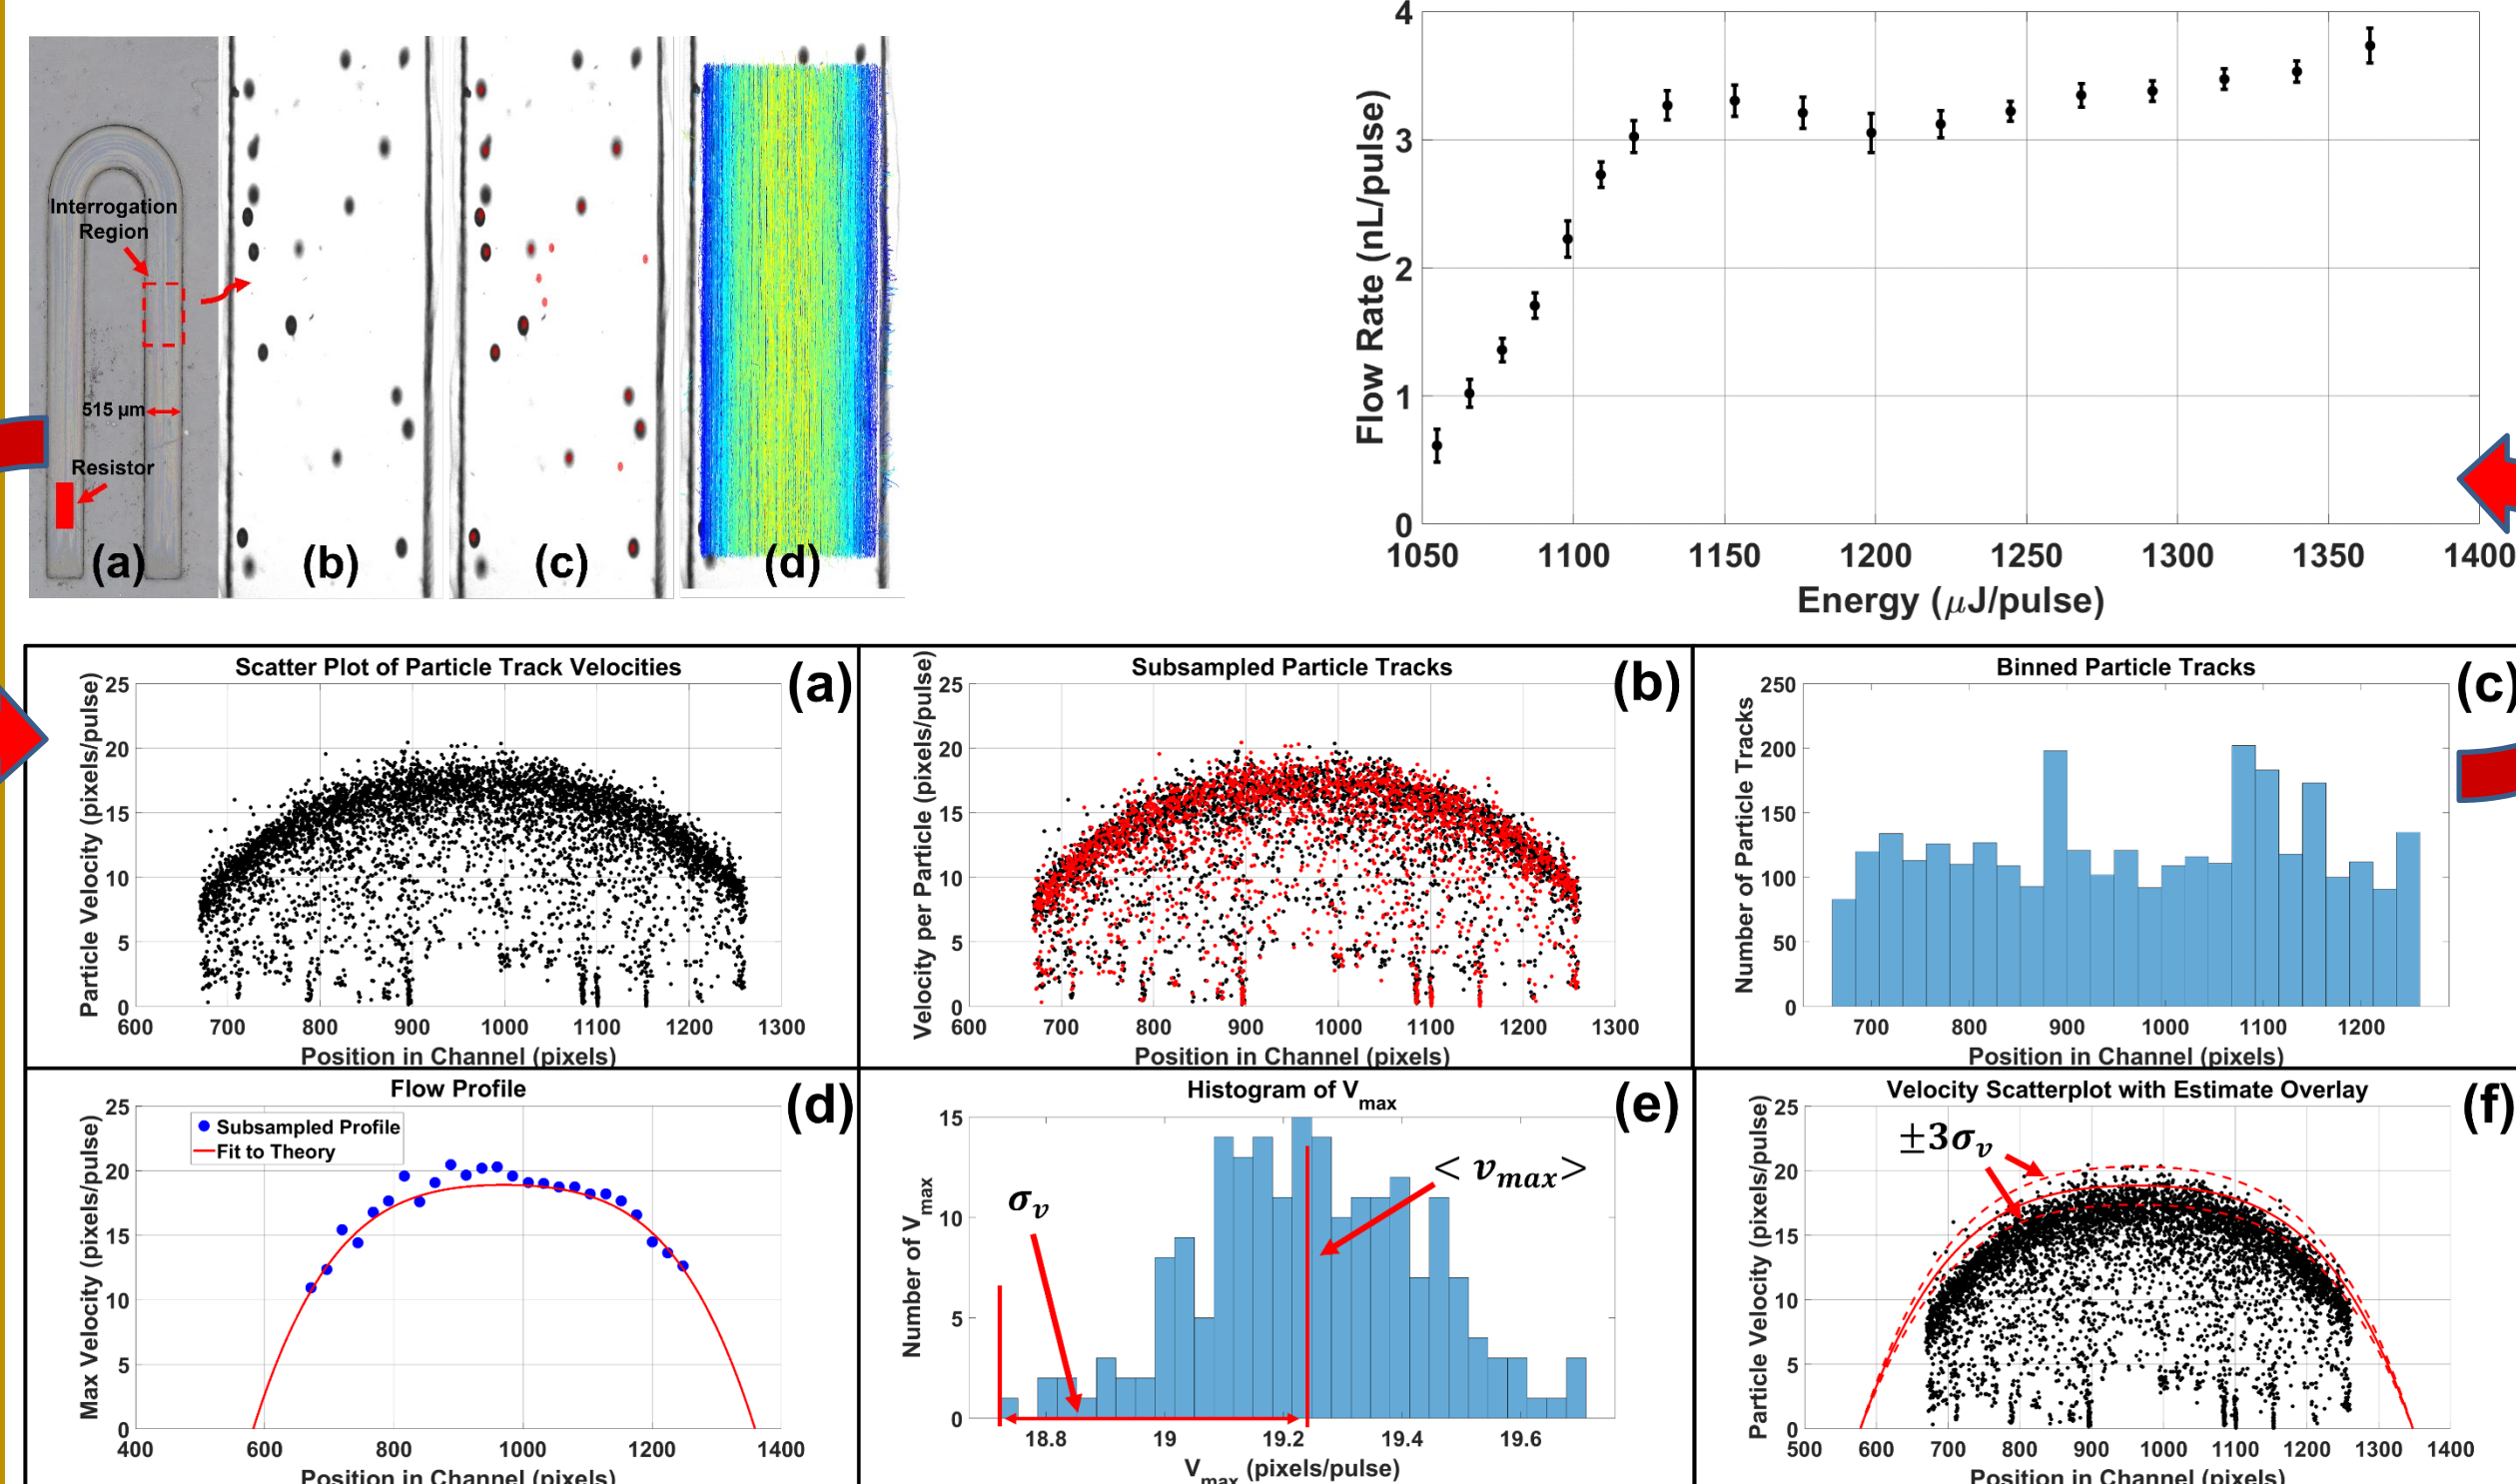 Interrogation
Region
515 µm
Resistor
(a)
(b)
(c)
(d)
Flow Rate (nL/pulse)
4
3
2
1
0
1050 1100 1150 1200 1250 1300 1350 1400
Energy (μJ/pulse)
Scatter Plot of Particle Track Velocities
(a)
Particle Velocity (pixels/pulse)
25
20
15
10
5
0
600 700 800 900 1000 1100 1200 1300
Position in Channel (pixels)
Subsampled Particle Tracks
(b)
Velocity per Particle (pixels/pulse)
25
20
15
10
5
0
600 700 800 900 1000 1100 1200 1300
Position in Channel (pixels)
Binned Particle Tracks
(c)
Number of Particle Tracks
250
200
150
100
50
0
700 800 900 1000 1100 1200
Position in Channel (pixels)
Flow Profile
(d)
Max Velocity (pixels/pulse)
25
20
15
10
5
0
Subsampled Profile
Fit to Theory
400 600 800 1000 1200 1400
Position in Channel (pixels)
Histogram of Vmax
(e)
Number of Vmax
15
10
5
0
σv
< vmax>
18.8 19 19.2 19.4 19.6
Vmax (pixels/pulse)
Velocity Scatterplot with Estimate Overlay
(f)
Particle Velocity (pixels/pulse)
25
20
15
10
5
0
±3σv
500 600 700 800 900 1000 1100 1200 1300 1400
Position in Channel (pixels)